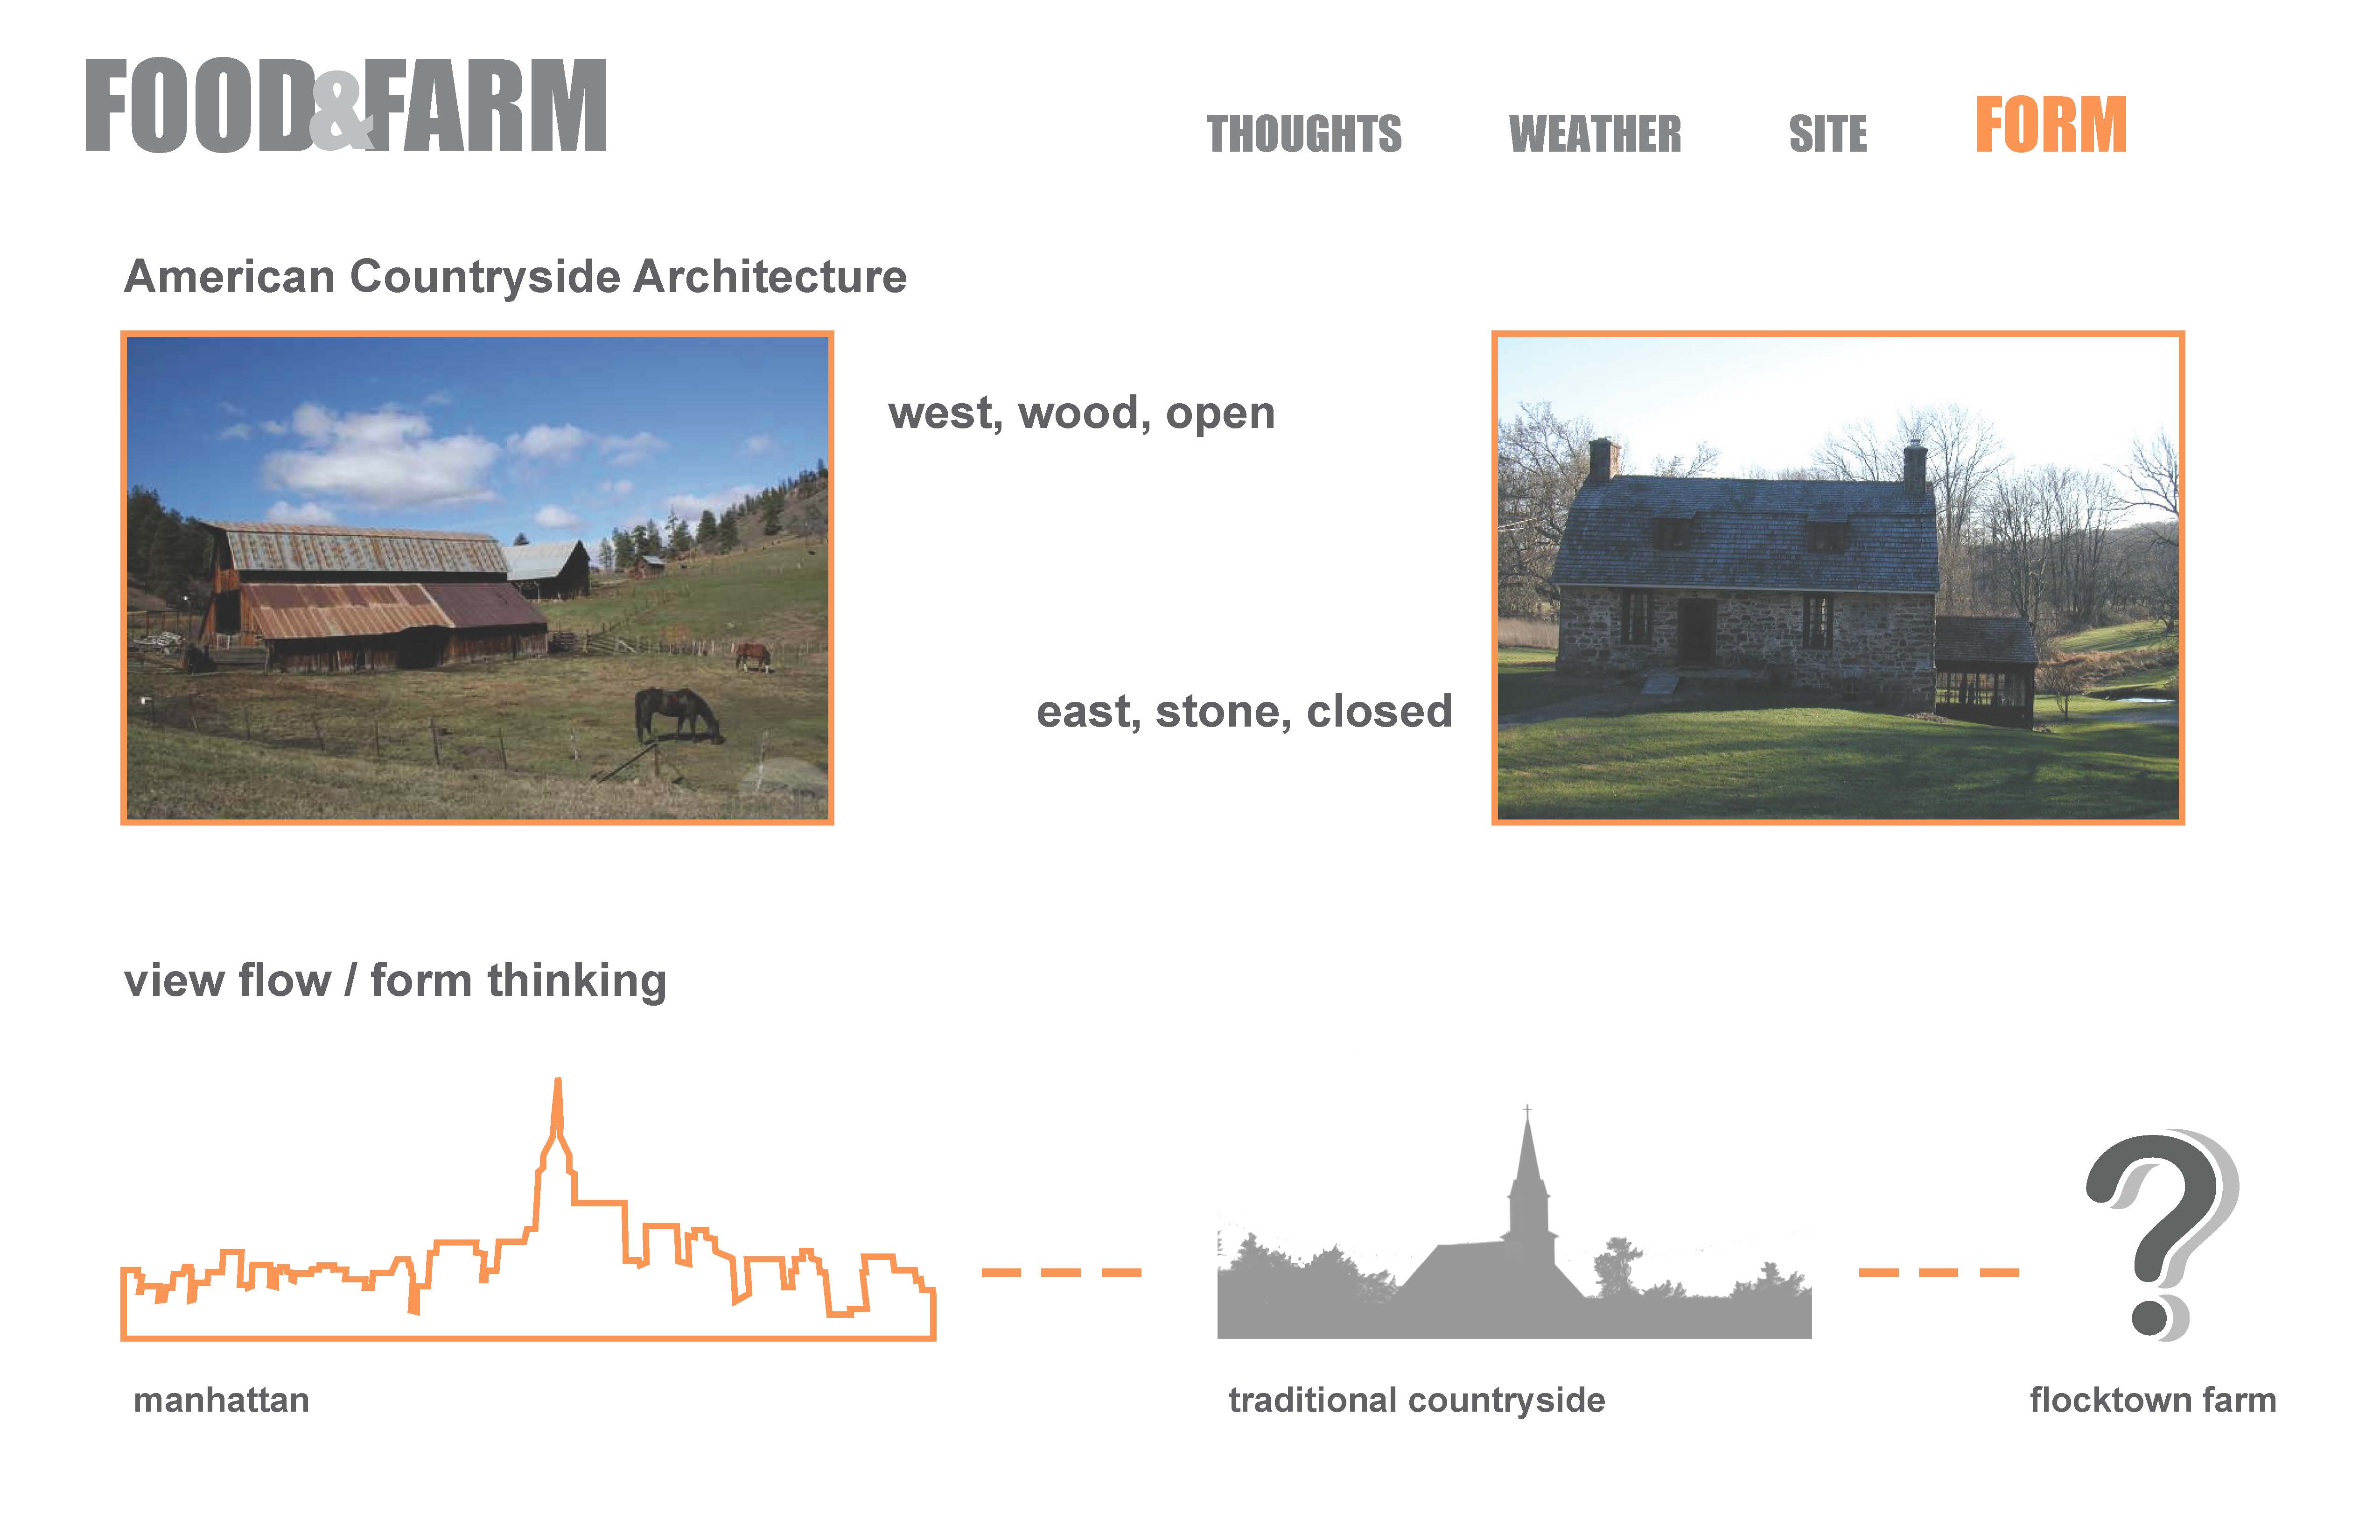 FOOD&FARM
THOUGHTS WEATHER SITE FORM
American Countryside Architecture
west, wood, open
east, stone, closed
view flow / form thinking
?
manhattan
traditional countryside
flocktown farm